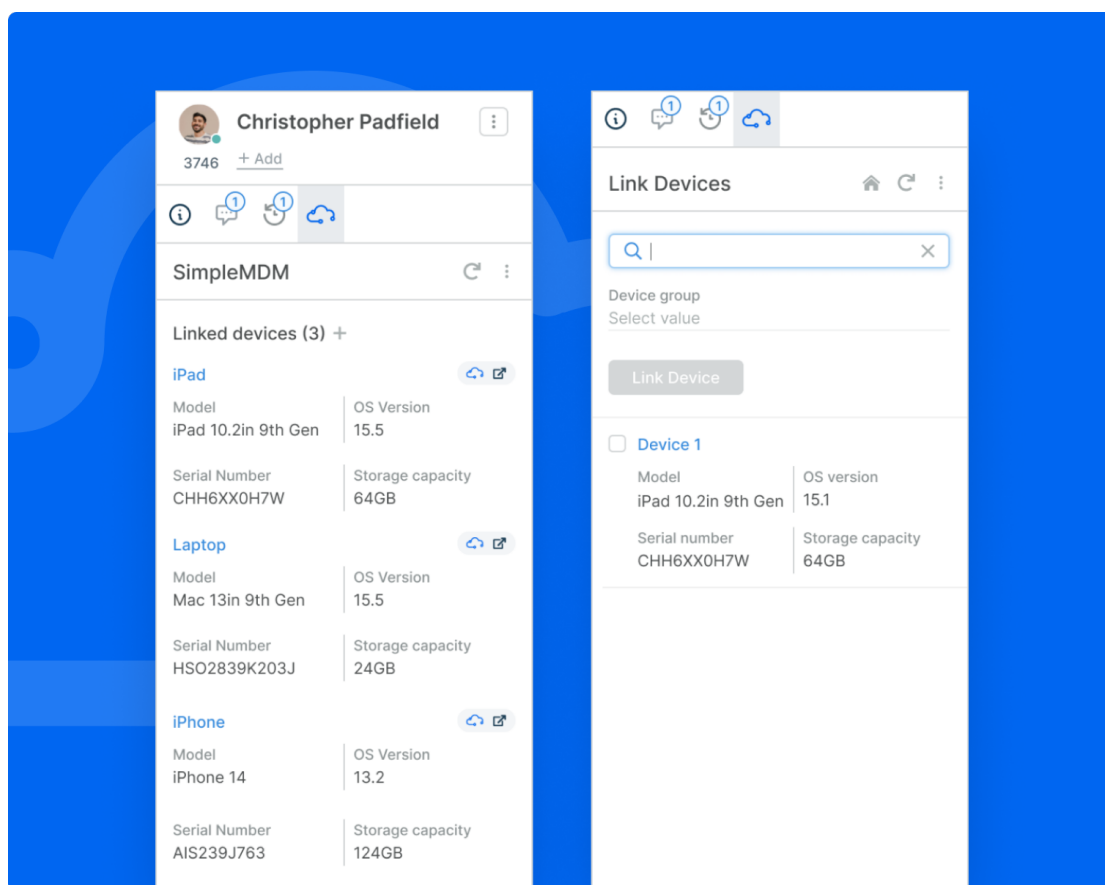 Christopher Padfield
3746 + Add
1 1
SimpleMDM
Linked devices (3) +
iPad
Model OS Version
iPad 10.2in 9th Gen 15.5
Serial Number Storage capacity
CHH6XX0H7W 64GB
Laptop
Model OS Version
Mac 13in 9th Gen 15.5
Serial Number Storage capacity
HSO2839K203J 24GB
iPhone
Model OS Version
iPhone 14 13.2
Serial Number Storage capacity
AIS239J763 124GB
1 1
Link Devices
Device group
Select value
Link Device
Device 1
Model OS version
iPad 10.2in 9th Gen 15.1
Serial number Storage capacity
CHH6XX0H7W 64GB